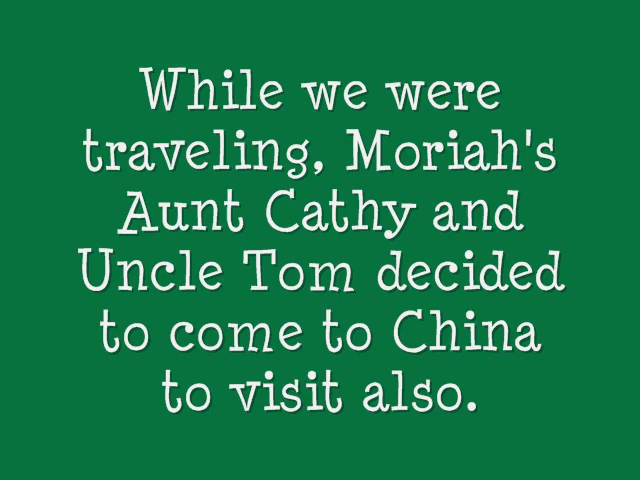 While we were
traveling, Moriah's
Aunt Cathy and
Uncle Tom decided
to come to China
to visit also.